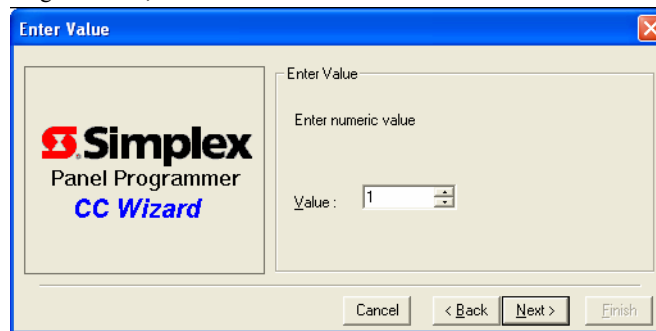 Enter Value
Enter Value
Enter numeric value
Simplex
Panel Programmer
CC Wizard
Value : 1
Cancel < Back Next > Finish